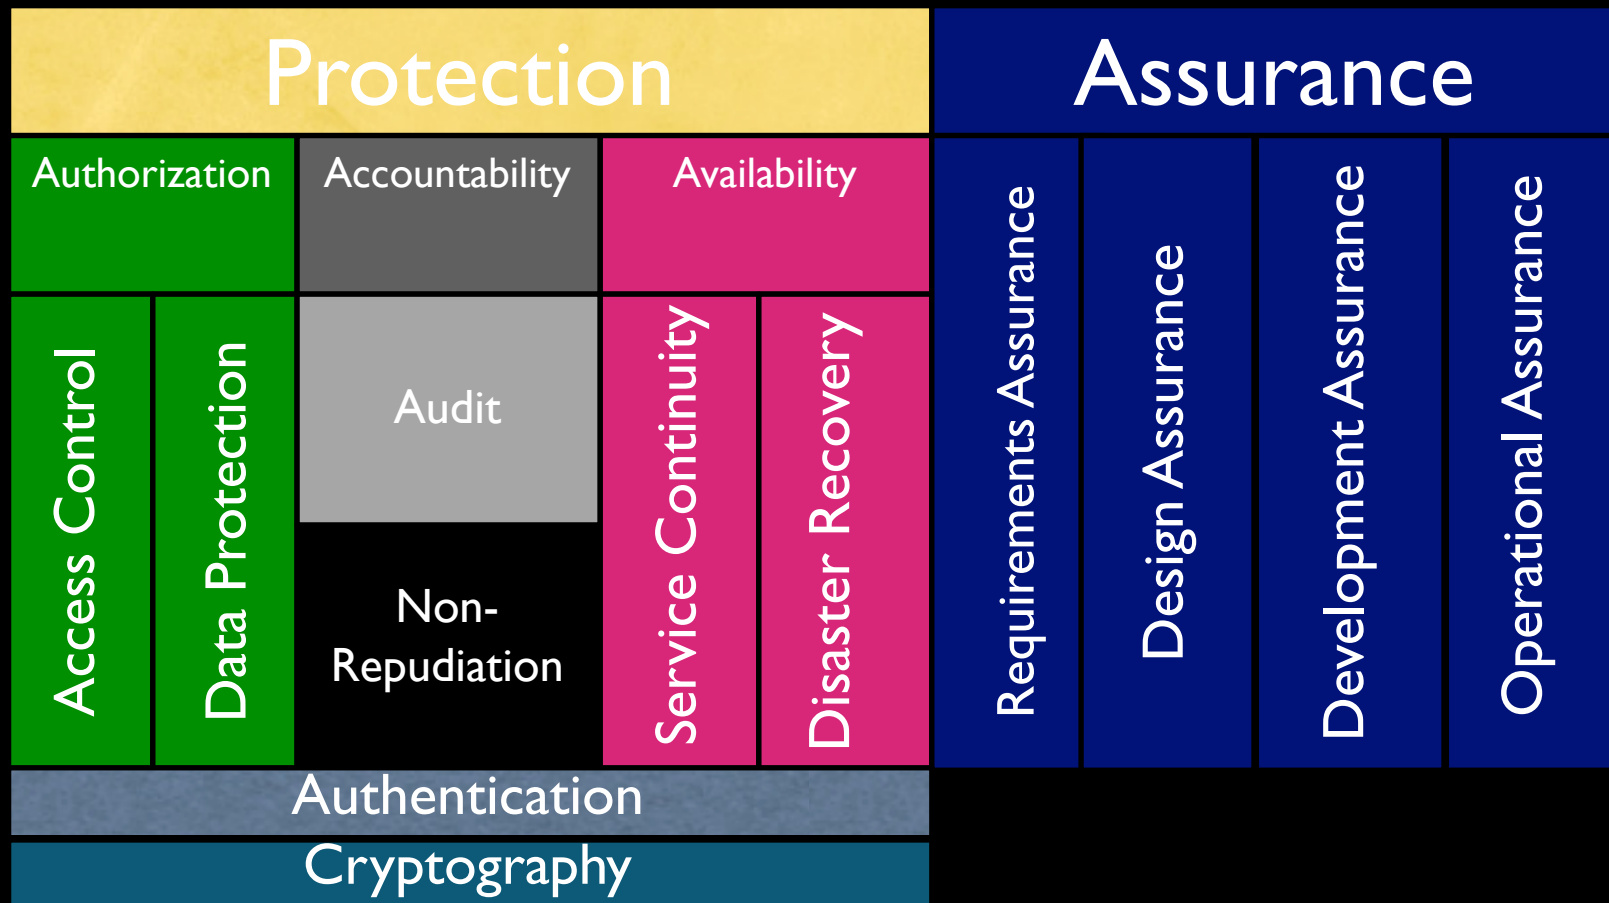 Protection
Assurance
Authorization
Accountability
Availability
Access Control
Data Protection
Audit
Non-
Repudiation
Service Continuity
Disaster Recovery
Requirements Assurance
Design Assurance
Development Assurance
Operational Assurance
Authentication
Cryptography